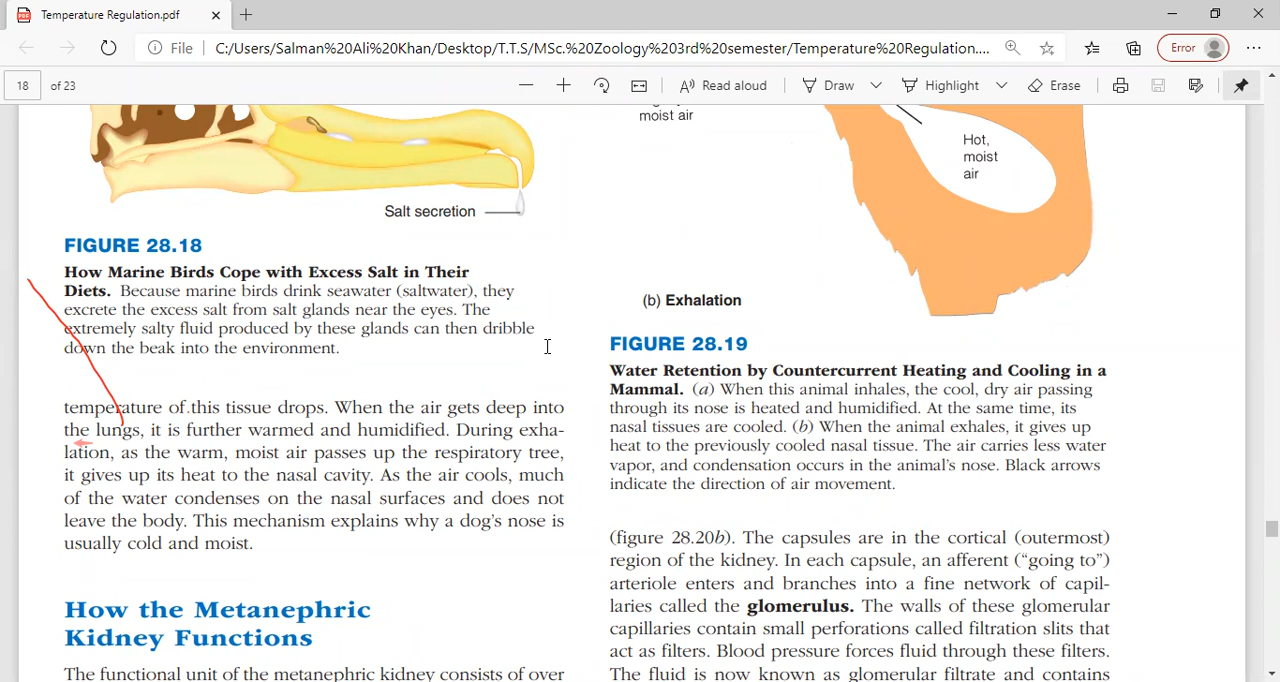 Temperature Regulation.pdf
File C:/Users/Salman%20Ali%20Khan/Desktop/T.T.S/MSc.%20Zoology%203rd%20semester/Temperature%20Regulation.... Error
18 of 23 Read aloud Draw Highlight Erase
Salt secretion
FIGURE 28.18
How Marine Birds Cope with Excess Salt in Their
Diets. Because marine birds drink seawater (saltwater), they
excrete the excess salt from salt glands near the eyes. The
extremely salty fluid produced by these glands can then dribble
down the beak into the environment.
temperature of this tissue drops. When the air gets deep into
the lungs, it is further warmed and humidified. During exha-
lation, as the warm, moist air passes up the respiratory tree,
it gives up its heat to the nasal cavity. As the air cools, much
of the water condenses on the nasal surfaces and does not
leave the body. This mechanism explains why a dog's nose is
usually cold and moist.
How the Metanephric
Kidney Functions
The functional unit of the metanephric kidney consists of over
moist air
Hot,
moist
air
(b) Exhalation
FIGURE 28.19
Water Retention by Countercurrent Heating and Cooling in a
Mammal. (a) When this animal inhales, the cool, dry air passing
through its nose is heated and humidified. At the same time, its
nasal tissues are cooled. (b) When the animal exhales, it gives up
heat to the previously cooled nasal tissue. The air carries less water
vapor, and condensation occurs in the animal's nose. Black arrows
indicate the direction of air movement.
(figure 28.20b). The capsules are in the cortical (outermost)
region of the kidney. In each capsule, an afferent ("going to")
arteriole enters and branches into a fine network of capil-
laries called the glomerulus. The walls of these glomerular
capillaries contain small perforations called filtration slits that
act as filters. Blood pressure forces fluid through these filters.
The fluid is now known as glomerular filtrate and contains